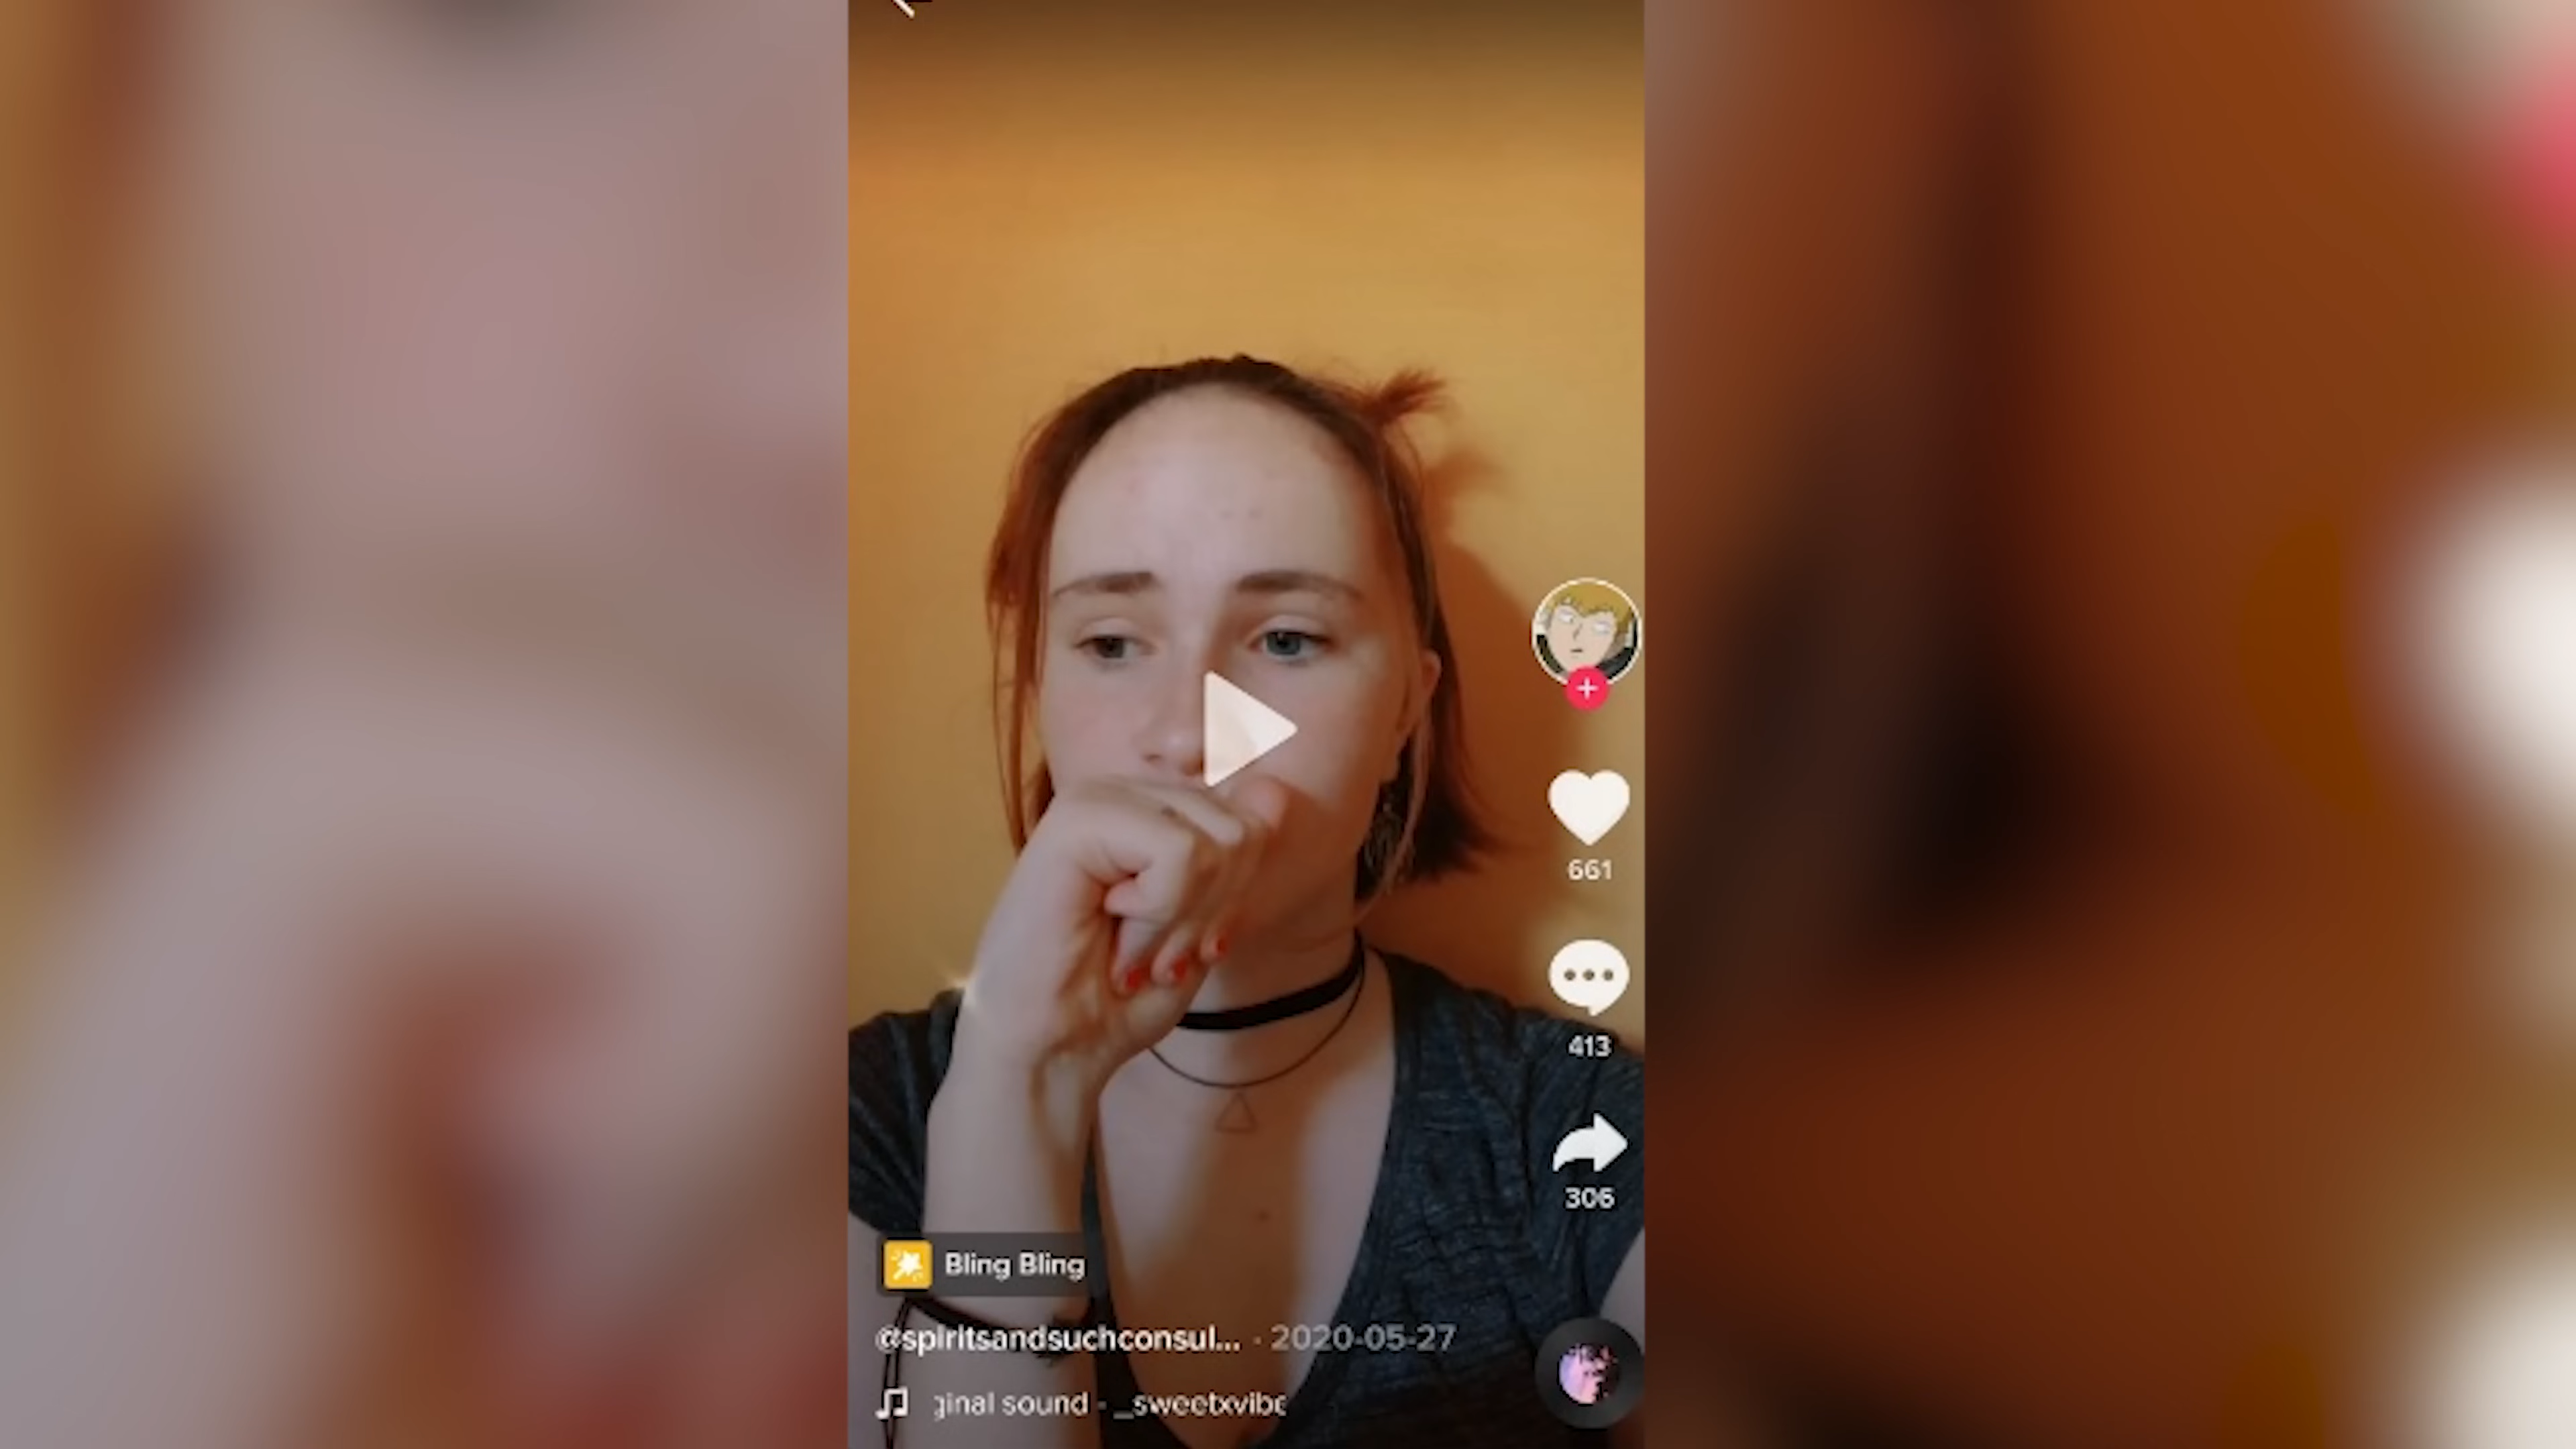 661
413
306
Bling Bling
@spiritsandsuchconsul... · 2020-05-27
ginal sound - _sweetxvibe